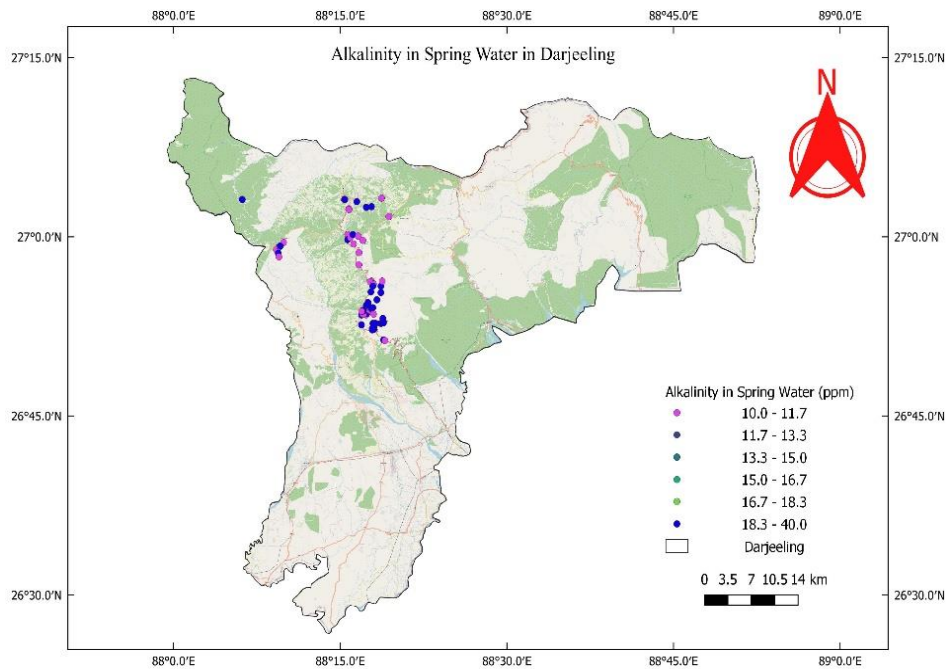 88°0.0'E 88°15.0'E 88°30.0'E 88°45.0'E 89°0.0'E
27°15.0'N 27°15.0'N
Alkalinity in Spring Water in Darjeeling
N
27°0.0'N 27°0.0'N
Alkalinity in Spring Water (ppm)
10.0 - 11.7
26°45.0'N 26°45.0'N
11.7 - 13.3
13.3 - 15.0
15.0 - 16.7
16.7 - 18.3
18.3 - 40.0
Darjeeling
0 3.5 7 10.5 14 km
26°30.0'N 26°30.0'N
88°0.0'E 88°15.0'E 88°30.0'E 88°45.0'E 89°0.0'E